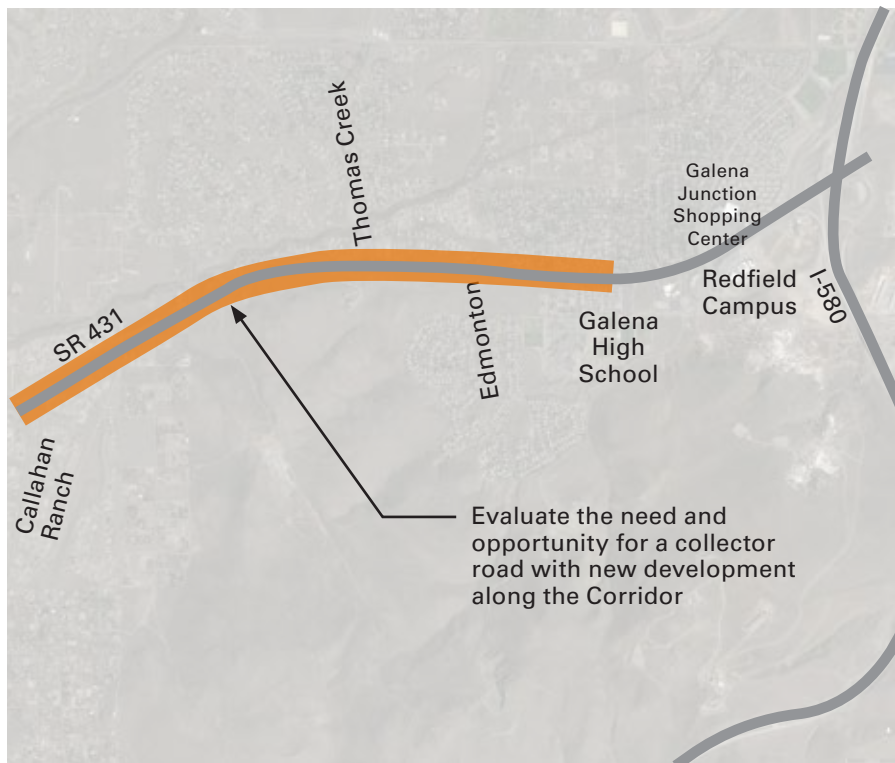 Thomas Creek
Galena
Junction
Shopping
Center
Redfield
Campus
I-580
SR 431
Edmonton
Galena
High
School
Callahan
Ranch
Evaluate the need and
opportunity for a collector
road with new development
along the Corridor